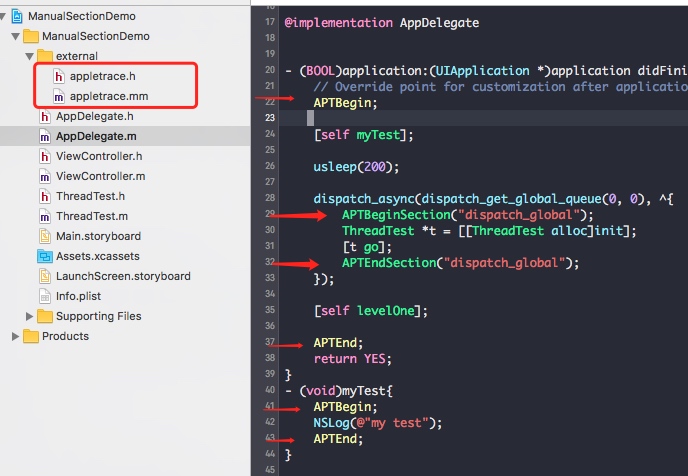 ManualSectionDemo
ManualSectionDemo
external
appletrace.h
appletrace.mm
AppDelegate.h
AppDelegate.m
ViewController.h
ViewController.m
ThreadTest.h
ThreadTest.m
Main.storyboard
Assets.xcassets
LaunchScreen.storyboard
Info.plist
Supporting Files
Products
17 @implementation AppDelegate
18
19
20 - (BOOL)application:(UIApplication *)application didFini
21 // Override point for customization after application
22 APTBegin;
23
24 [self myTest];
25
26 usleep(200);
27
28 dispatch_async(dispatch_get_global_queue(0, 0), ^{
29 APTBeginSection("dispatch_global");
30 ThreadTest *t = [[ThreadTest alloc]init];
31 [t go];
32 APTEndSection("dispatch_global");
33 });
34
35 [self levelOne];
36
37 APTEnd;
38 return YES;
39 }
40 - (void)myTest{
41 APTBegin;
42 NSLog(@"my test");
43 APTEnd;
44 }
45